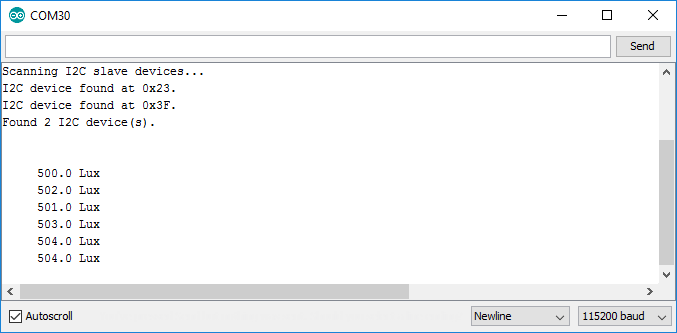 COM30
Send
Scanning I2C slave devices...
I2C device found at 0x23.
I2C device found at 0x3F.
Found 2 I2C device(s).
500.0 Lux
502.0 Lux
501.0 Lux
503.0 Lux
504.0 Lux
504.0 Lux
Autoscroll
Newline
115200 baud